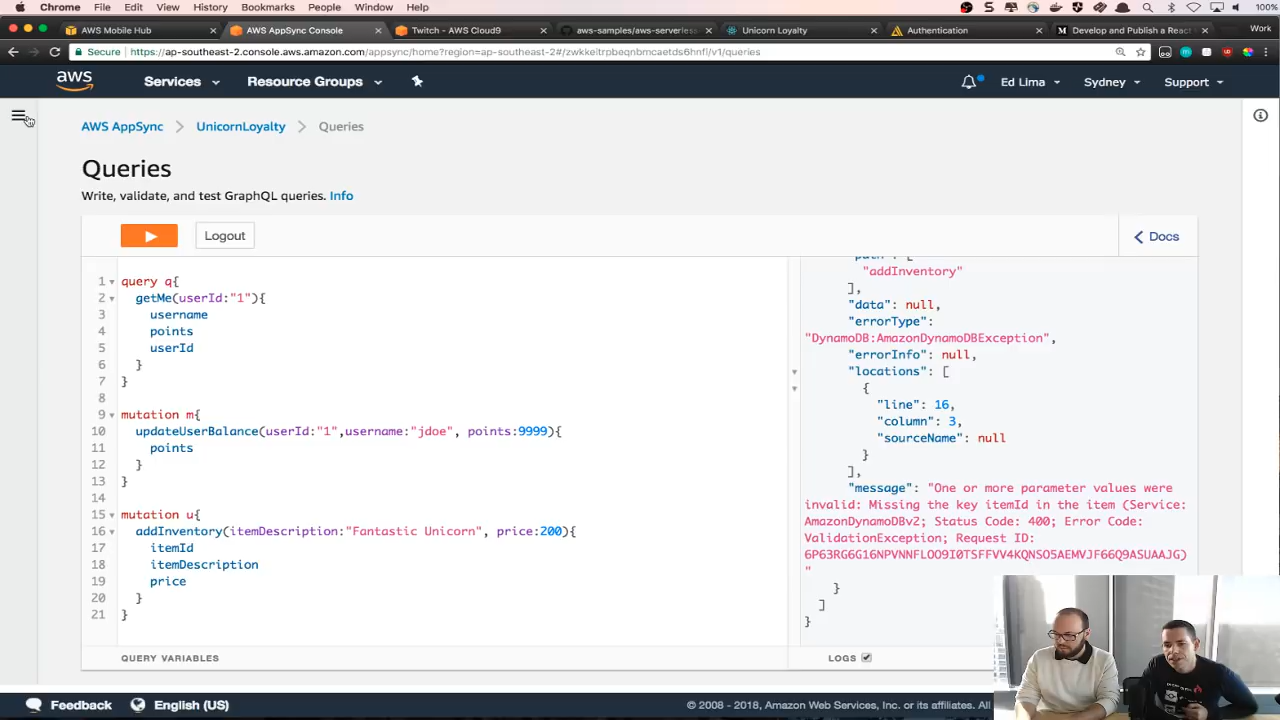 Chrome File Edit View History Bookmarks People Window Help 100%
AWS Mobile Hub AWS AppSync Console Twitch - AWS Cloud9 aws-samples/aws-serverless Unicorn Loyalty Authentication Develop and Publish a React Work
Secure https://ap-southeast-2.console.aws.amazon.com/appsync/home?region=ap-southeast-2#/zwkkeitrpbeqnbmcaetds6hnfl/v1/queries
aws Services Resource Groups Ed Lima Sydney Support
AWS AppSync > UnicornLoyalty > Queries
Queries
Write, validate, and test GraphQL queries. Info
Logout
Docs
1 query q{
2 getMe(userId:"1"){
3 username
4 points
5 userId
6 }
7 }
8
9 mutation m{
10 updateUserBalance(userId:"1",username:"jdoe", points:9999){
11 points
12 }
13 }
14
15 mutation u{
16 addInventory(itemDescription:"Fantastic Unicorn", price:200){
17 itemId
18 itemDescription
19 price
20 }
21 }
QUERY VARIABLES
"path": [
"addInventory"
],
"data": null,
"errorType":
"DynamoDB:AmazonDynamoDBException",
"errorInfo": null,
"locations": [
{
"line": 16,
"column": 3,
"sourceName": null
}
],
"message": "One or more parameter values were
invalid: Missing the key itemId in the item (Service:
AmazonDynamoDBv2; Status Code: 400; Error Code:
ValidationException; Request ID:
6P63RG6G16NPVNNFLOO9I0TSFFVV4KQNSO5AEMVJF66Q9ASUAAJG)
"
}
]
}
LOGS
Feedback English (US) © 2008 - 2018, Amazon Web Services, Inc. or its affiliates. All